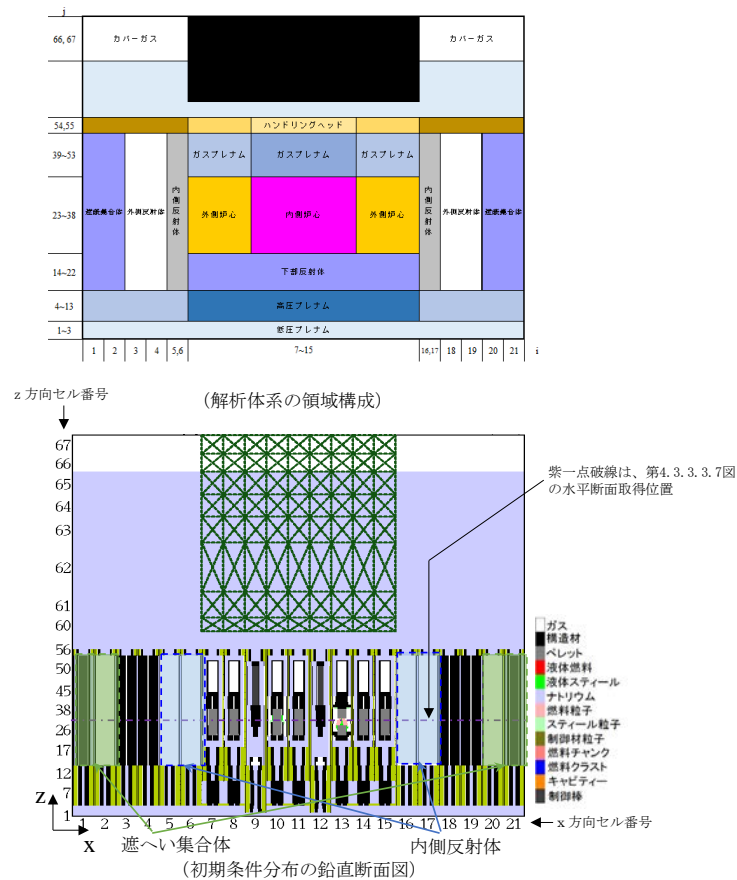 j
66, 67
カバーガス
カバーガス
54,55
ハンドリングヘッド
39~53
ガスプレナム
ガスプレナム
ガスプレナム
23~38
遮蔽集合体
外側反射体
内側反射体
外側炉心
内側炉心
外側炉心
内側反射体
外側反射体
遮蔽集合体
14~22
下部反射体
4~13
高圧プレナム
1~3
低圧プレナム
1 2 3 4 5,6 7~15 16,17 18 19 20 21 i
(解析体系の領域構成)
z 方向セル番号
67
66
65
64
63
62
61
60
56
50
45
38
26
17
12
7
1
紫一点破線は、第4.3.3.3.7図
の水平断面取得位置
ガス
構造材
ペレット
液体燃料
液体スティール
ナトリウム
燃料粒子
スティール粒子
制御材粒子
燃料チャンク
燃料クラスト
キャビティー
制御棒
Z
X
1 2 3 4 5 6 7 8 9 10 11 12 13 14 15 16 17 18 19 20 21
x 方向セル番号
遮へい集合体
内側反射体
(初期条件分布の鉛直断面図)